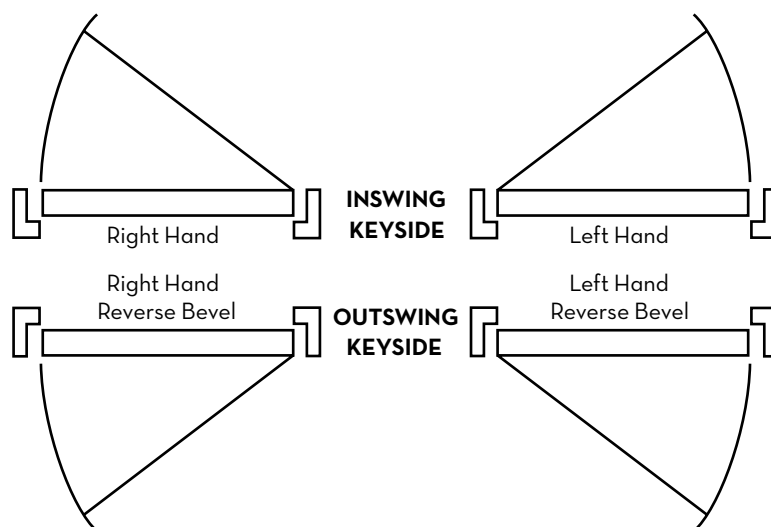 INSWING
KEYSIDE
Right Hand
Left Hand
Right Hand
Reverse Bevel
Left Hand
Reverse Bevel
OUTSWING
KEYSIDE